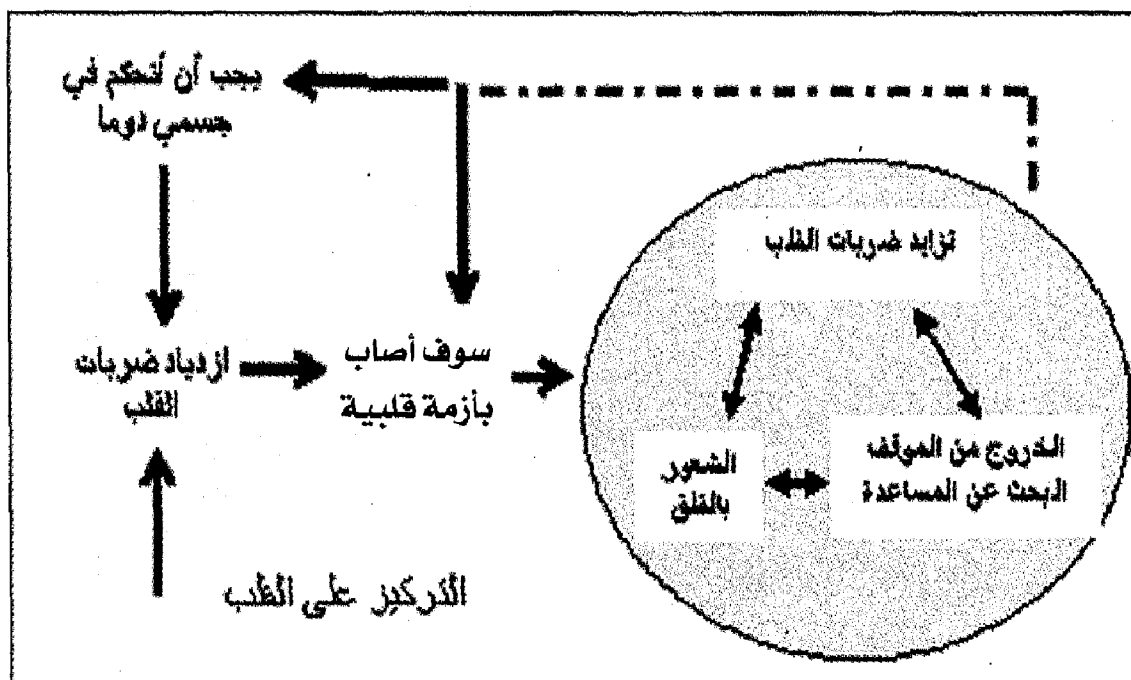 يجب أن أتحكم في
جسمي دوما
تزايد ضربات القلب
ازدياد ضربات
القلب
سوف أصاب
بأزمة قلبية
الشعور
بالقلق
الخروج من الموقف
البحث عن المساعدة
التركيز على القلب